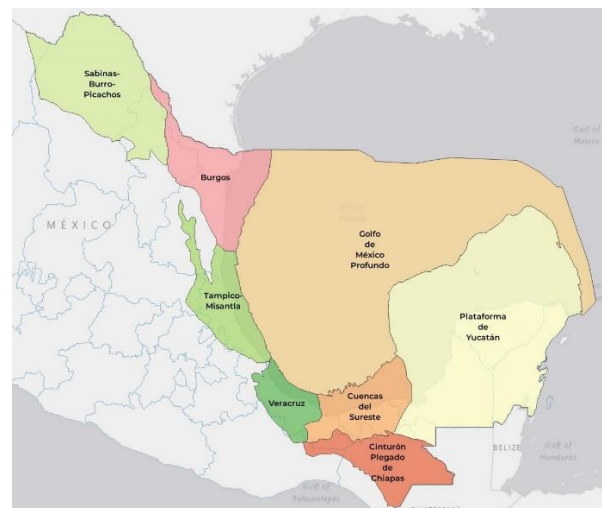 Sabinas-
Burro-
Picachos
Gulf of
Mexico
Burgos
MÉXICO
Golfo
de
México
Profundo
Tampico-
Misantla
Plataforma
de
Yucatán
Veracruz
Cuencas
del
Sureste
Cinturón
Plegado
de
Chiapas
BELIZE
Gulf of
Honduras
Gulf of
Tehuantepec